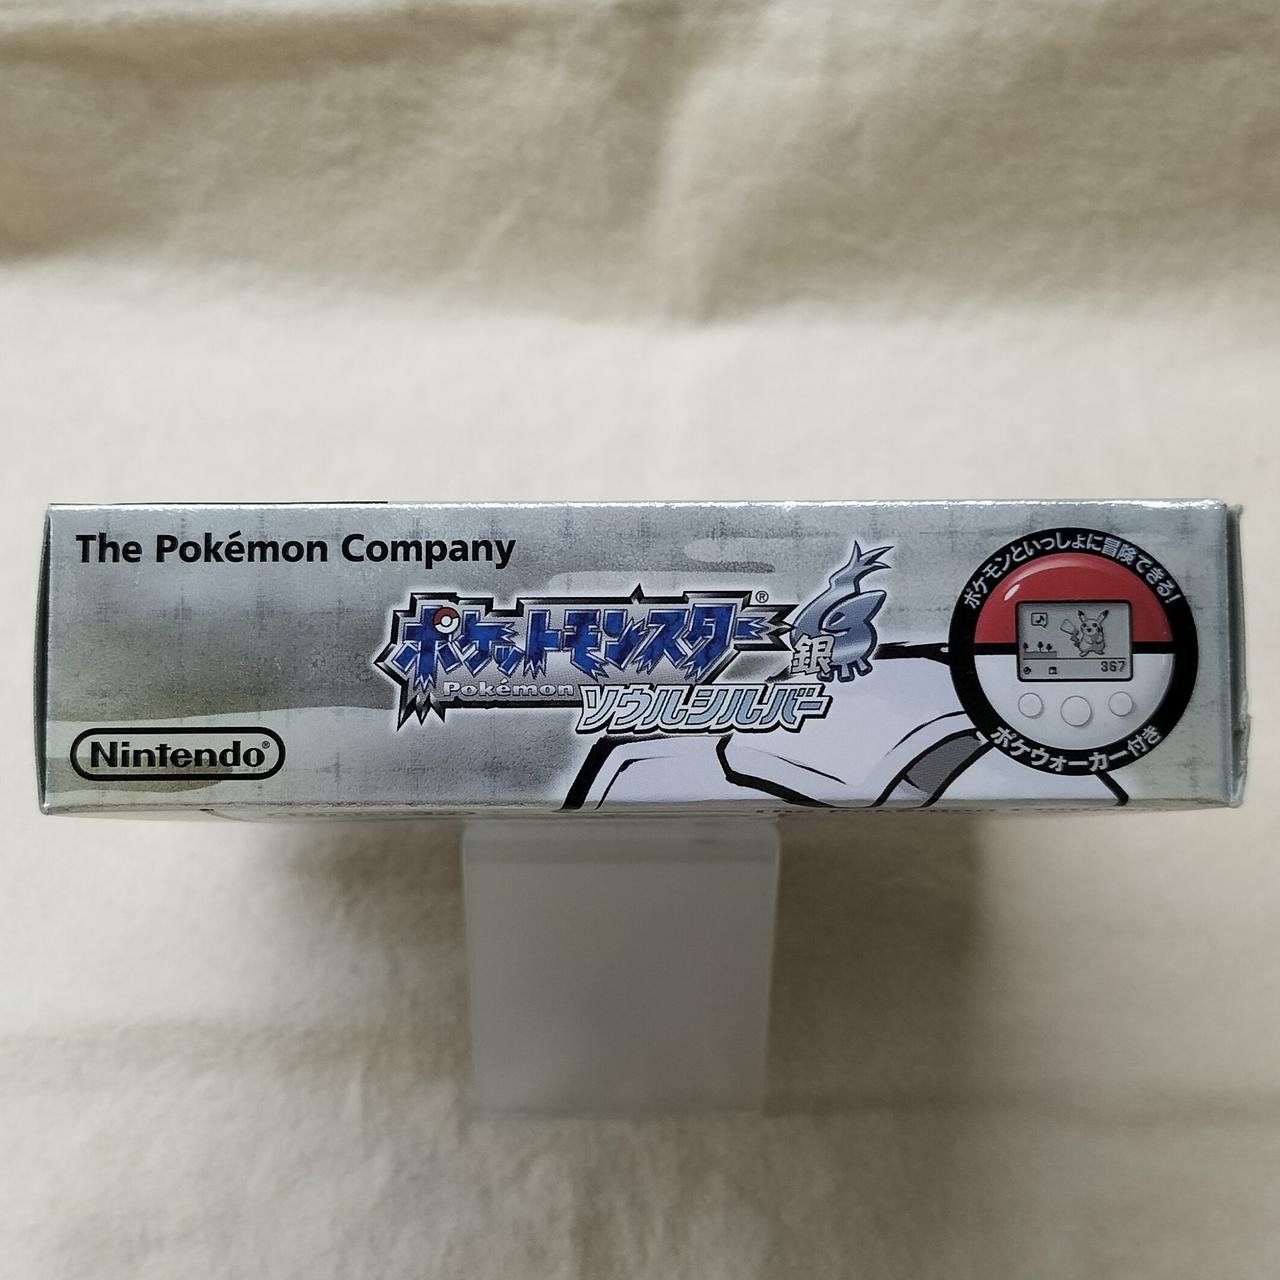 The Pokémon Company
ポケットモンスター®
銀
Pokémon
ソウルシルバー
Nintendo®
ポケモンといっしょに冒険できる!
367
ポケウォーカー付き